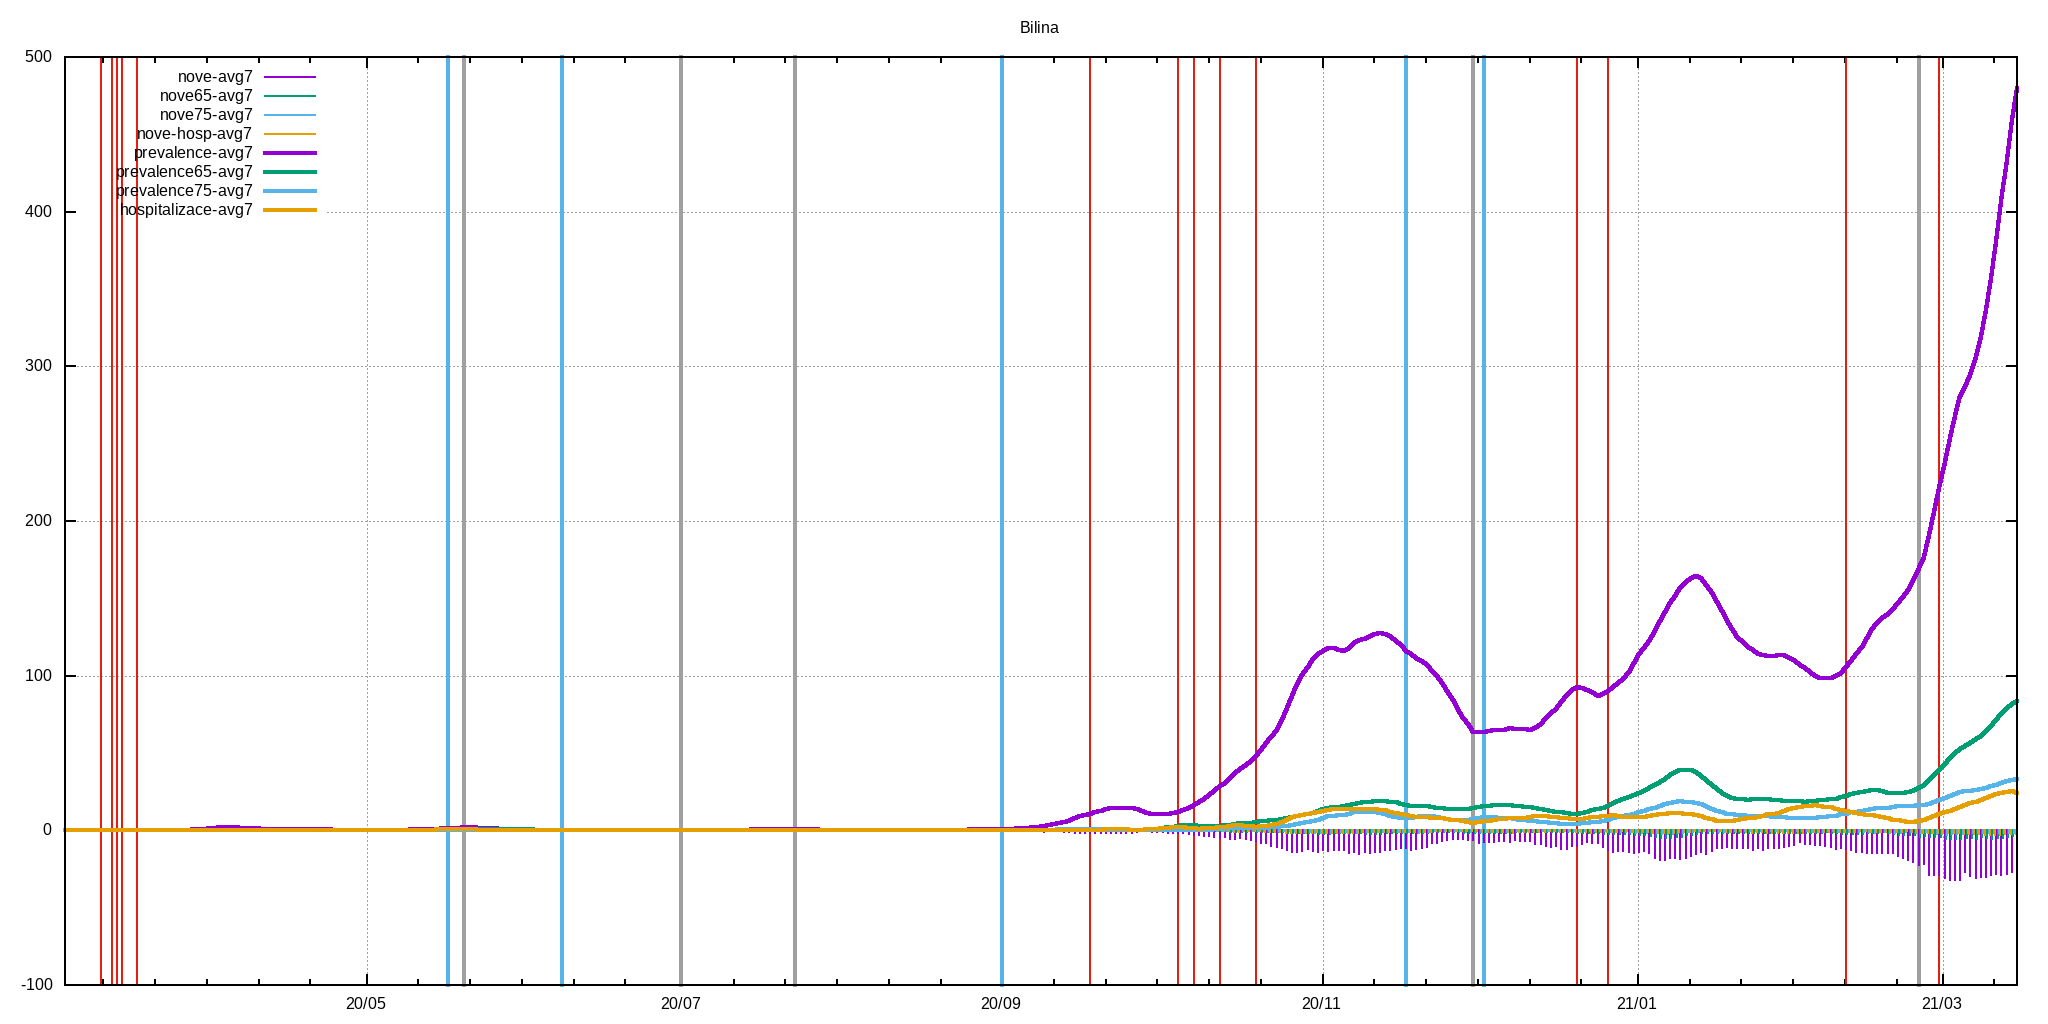 Bilina
500
nove-avg7
nove65-avg7
nove75-avg7
nove-hosp-avg7
prevalence-avg7
prevalence65-avg7
prevalence75-avg7
hospitalizace-avg7
400
300
200
100
0
-100
20/05 20/07 20/09 20/11 21/01 21/03